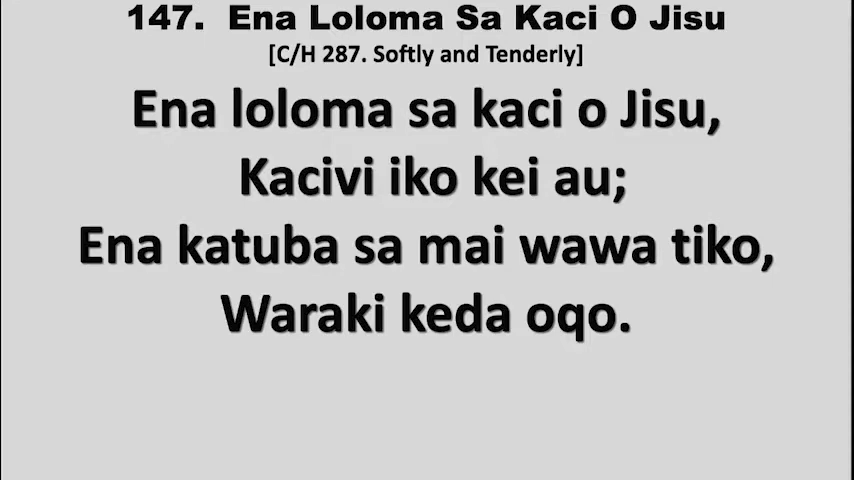 147.  Ena Loloma Sa Kaci O Jisu
[C/H 287. Softly and Tenderly]
Ena loloma sa kaci o Jisu,
Kacivi iko kei au;
Ena katuba sa mai wawa tiko,
Waraki keda oqo.